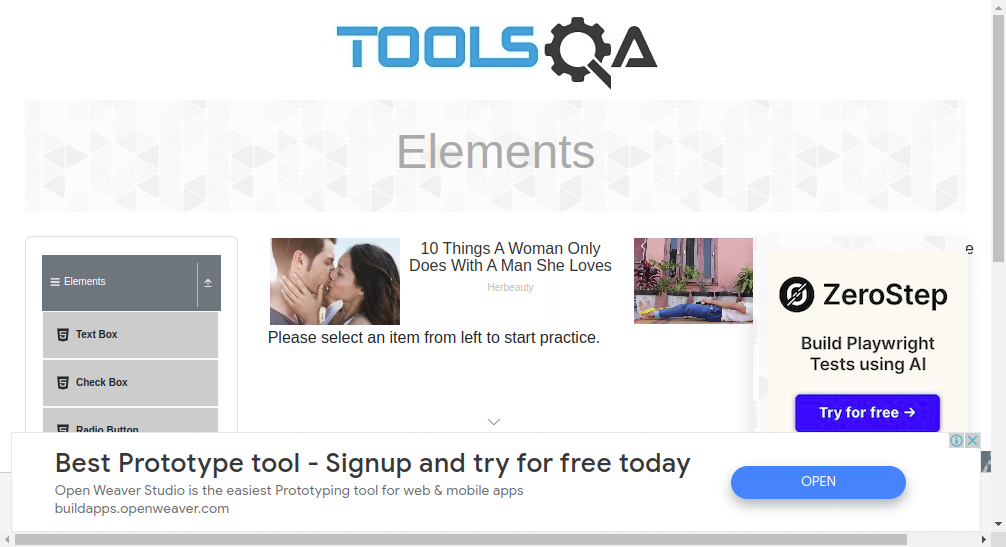 TOOLSQA
Elements
Elements
Text Box
Check Box
Radio Button
10 Things A Woman Only
Does With A Man She Loves
Herbeauty
Please select an item from left to start practice.
ZeroStep
Build Playwright
Tests using AI
Try for free →
Best Prototype tool - Signup and try for free today
Open Weaver Studio is the easiest Prototyping tool for web & mobile apps
buildapps.openweaver.com
OPEN